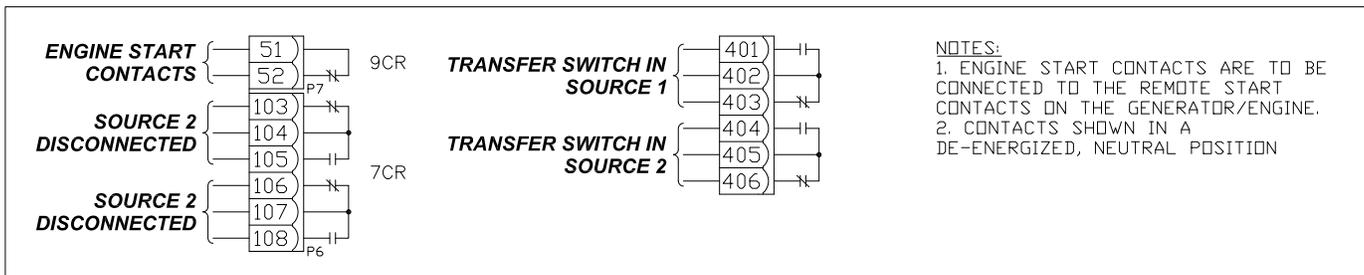 ENGINE START
CONTACTS
51
52
P7
9CR
SOURCE 2
DISCONNECTED
103
104
105
7CR
SOURCE 2
DISCONNECTED
106
107
108
P6
TRANSFER SWITCH IN
SOURCE 1
401
402
403
TRANSFER SWITCH IN
SOURCE 2
404
405
406
NOTES:
1. ENGINE START CONTACTS ARE TO BE
CONNECTED TO THE REMOTE START
CONTACTS ON THE GENERATOR/ENGINE.
2. CONTACTS SHOWN IN A
DE-ENERGIZED, NEUTRAL POSITION